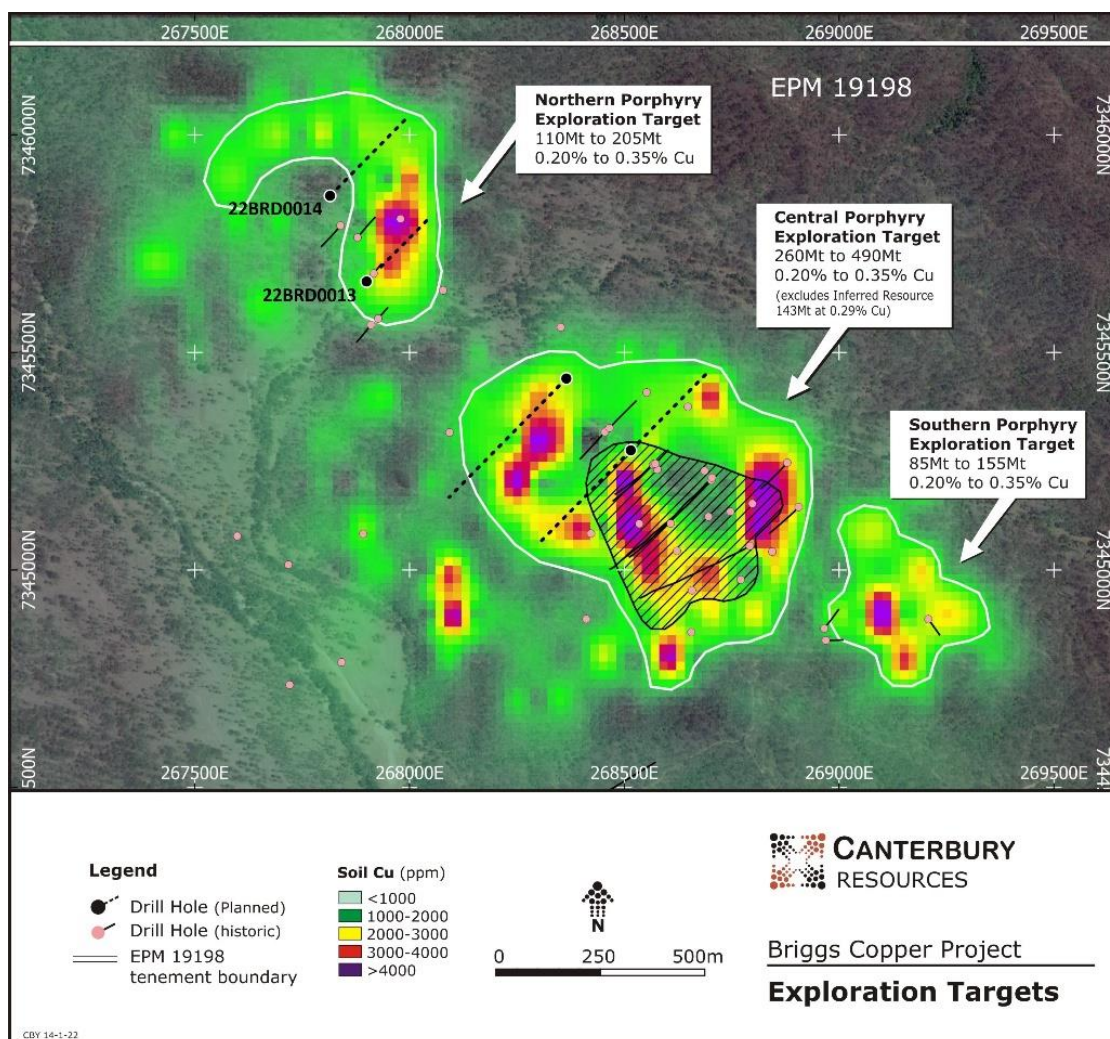 267500E 268000E 268500E 269000E 269500E
EPM 19198
7346000N
7346000N
Northern Porphyry
Exploration Target
110Mt to 205Mt
0.20% to 0.35% Cu
22BRD0014
22BRD0013
Central Porphyry
Exploration Target
260Mt to 490Mt
0.20% to 0.35% Cu
(excludes Inferred Resource
143Mt at 0.29% Cu)
7345500N
7345500N
Southern Porphyry
Exploration Target
85Mt to 155Mt
0.20% to 0.35% Cu
7345000N
7345000N
500N
7344
267500E 268000E 268500E 269000E 269500E
Legend
Drill Hole (Planned)
Drill Hole (historic)
EPM 19198
tenement boundary
Soil Cu (ppm)
<1000
1000-2000
2000-3000
3000-4000
>4000
N
0 250 500m
CANTERBURY
RESOURCES
Briggs Copper Project
Exploration Targets
CBY 14-1-22